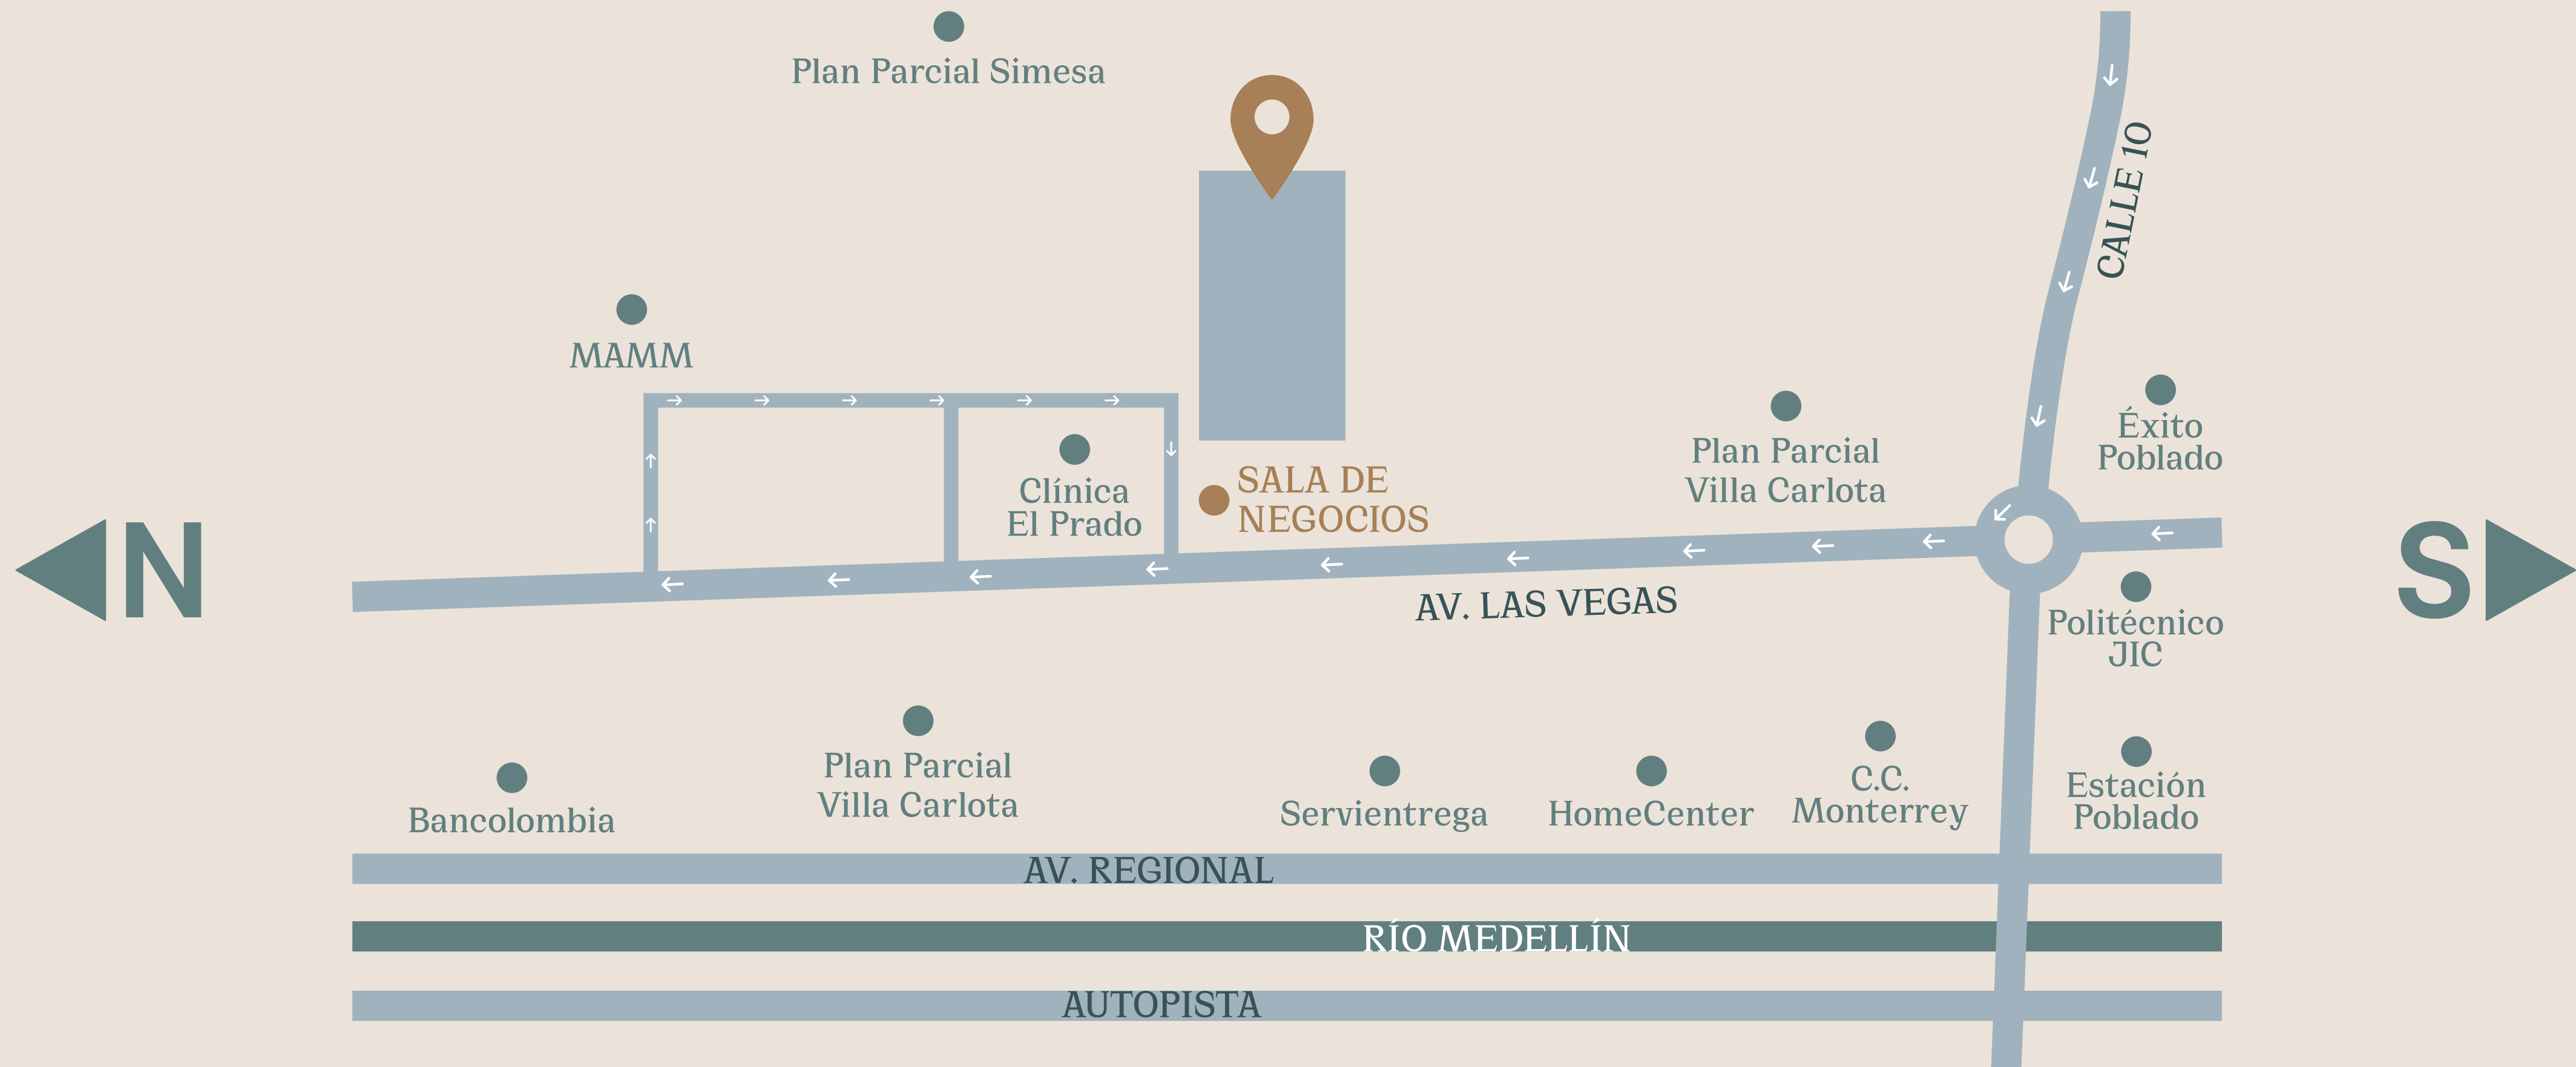 Plan Parcial Simesa
CALLE 10
MAMM
Clínica
El Prado
SALA DE
NEGOCIOS
Plan Parcial
Villa Carlota
Éxito
Poblado
N
S
AV. LAS VEGAS
Politécnico
JIC
Bancolombia
Plan Parcial
Villa Carlota
Servientrega
HomeCenter
C.C.
Monterrey
Estación
Poblado
AV. REGIONAL
RÍO MEDELLÍN
AUTOPISTA